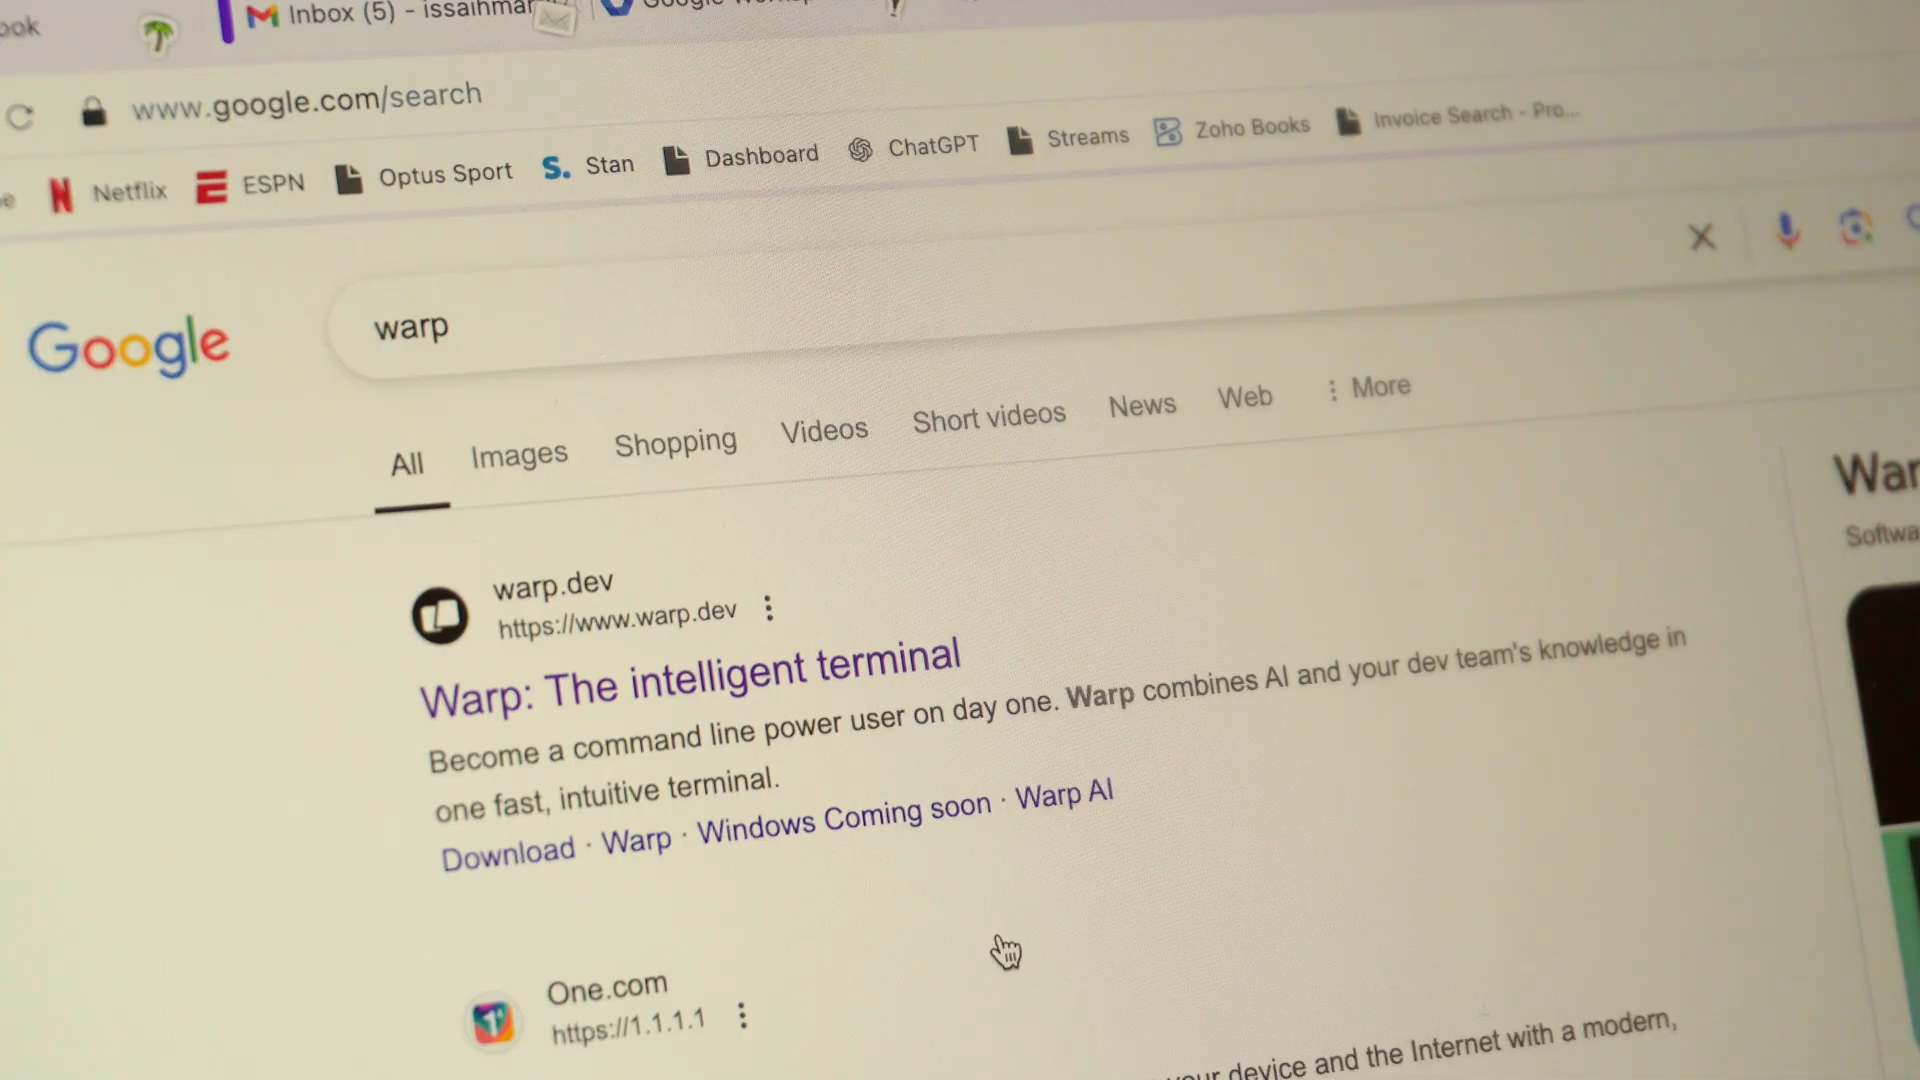 Inbox (5) - issaihmar
www.google.com/search
Netflix ESPN Optus Sport S. Stan Dashboard ChatGPT Streams Zoho Books Invoice Search - Pro...
Google
warp
All Images Shopping Videos Short videos News Web More
warp.dev
https://www.warp.dev
Warp: The intelligent terminal
Become a command line power user on day one. Warp combines AI and your dev team's knowledge in
one fast, intuitive terminal.
Download · Warp · Windows Coming soon · Warp AI
One.com
https://1.1.1.1
your device and the Internet with a modern,